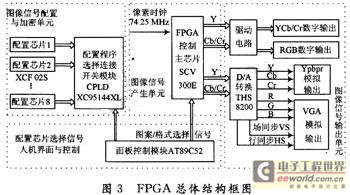 图像信号配置
与加密单元
像素时钟
74 25 MHz
配置芯片1
配置芯片2
XCF 02S
配置芯片8
配置程序
选择连接
开关模块
CPLD
XC95144XL
FPGA
控制
主芯片
SCV
300E
图像信号
产生单元
Y
Cb/Cr
驱动
电路
YCb/Cr数字输出
RGB数字输出
Y
Cb/Cr
D/A
转换
THS
8200
Y
Cb
Cr
R
G
B
Ypbpr
模拟
输出
VGA
模拟
输出
场同步VS
行同步HS
图像信号输出单元
配置芯片选择信号
人机界面与控制
图案/格式选择
信号
面板控制模块AT89C52
电子工程世界
图 3 FPGA 总体结构框图